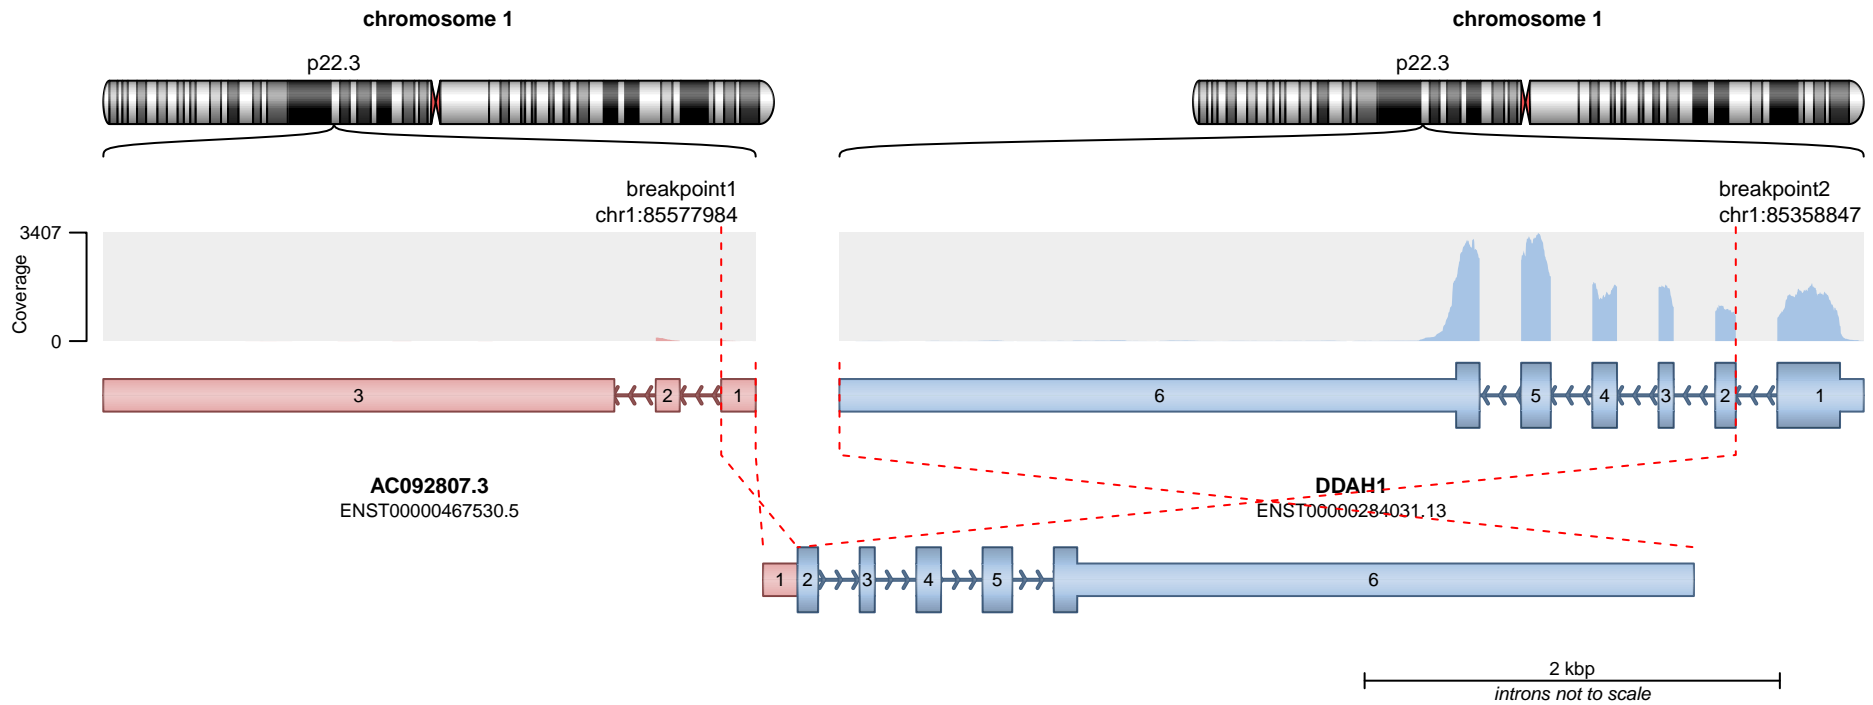 chromosome 1
chromosome 1
p22.3
p22.3
breakpoint1
chr1:85577984
breakpoint2
chr1:85358847
3407
Coverage
0
3
2
1
6
5
4
3
2
1
AC092807.3
ENST00000467530.5
DDAH1
ENST00000284031.13
1
2
3
4
5
6
2 kbp
introns not to scale